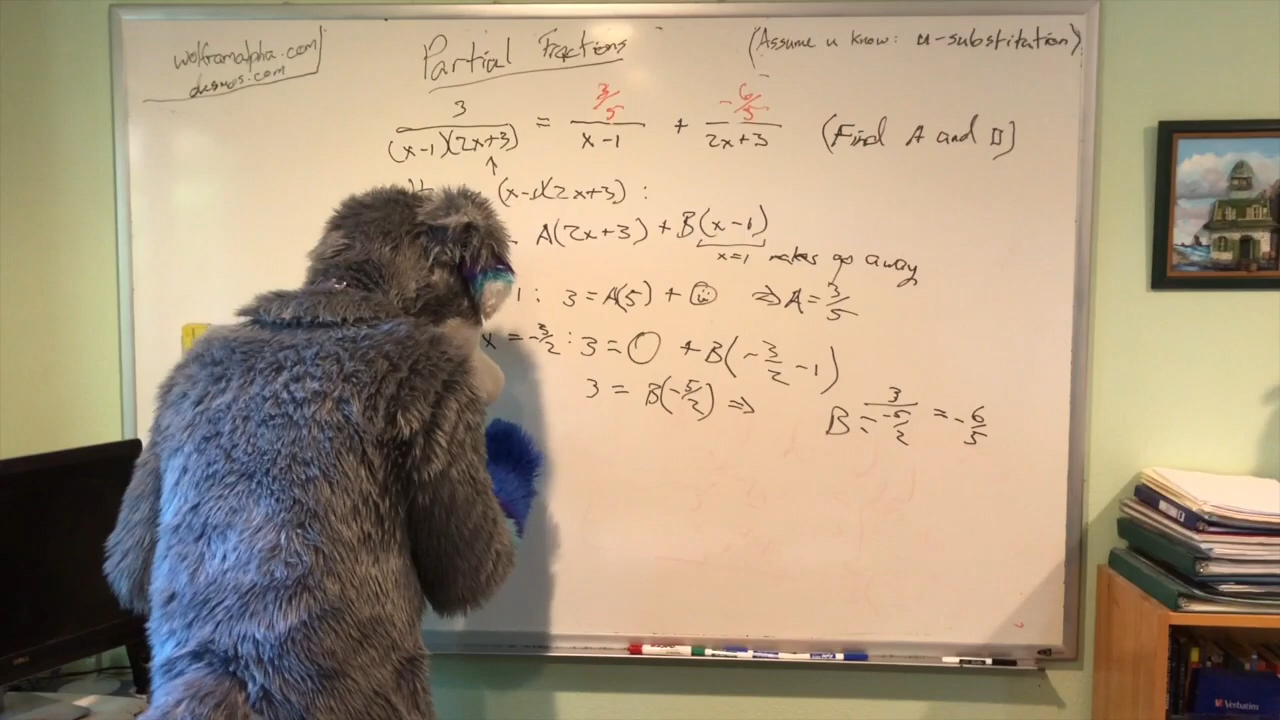 wolframalpha.com
desmos.com
Partial Fractions
(Assume u know: u-substitution)
3/((x-1)(2x+3)) = (3/5)/(x-1) + (-6/5)/(2x+3) (Find A and B)
(x-1)(2x+3):
A(2x+3) + B(x-1)
x=1 makes go away
1: 3 = A(5) + ☺ ⇒ A = 3/5
x = -3/2: 3 = 0 + B(-3/2 -1)
3 = B(-5/2) ⇒ B = 3/(-5/2) = -6/5
Verbatim